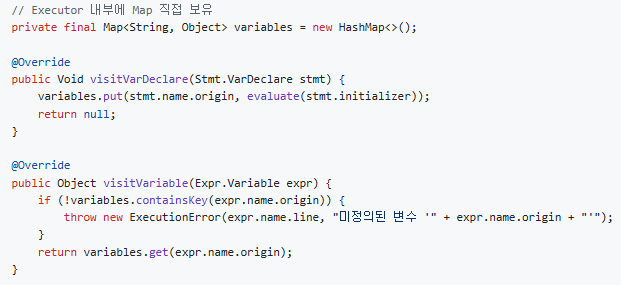 // Executor 내부에 Map 직접 보유
private final Map<String, Object> variables = new HashMap<>();

@Override
public Void visitVarDeclare(Stmt.VarDeclare stmt) {
    variables.put(stmt.name.origin, evaluate(stmt.initializer));
    return null;
}

@Override
public Object visitVariable(Expr.Variable expr) {
    if (!variables.containsKey(expr.name.origin)) {
        throw new ExecutionError(expr.name.line, "미정의된 변수 '" + expr.name.origin + "'");
    }
    return variables.get(expr.name.origin);
}